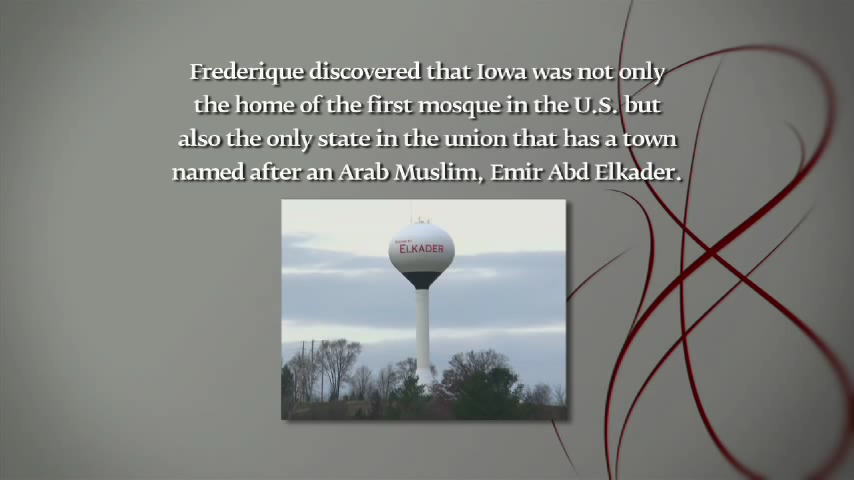 Frederique discovered that Iowa was not only
the home of the first mosque in the U.S. but
also the only state in the union that has a town
named after an Arab Muslim, Emir Abd Elkader.
ELKADER